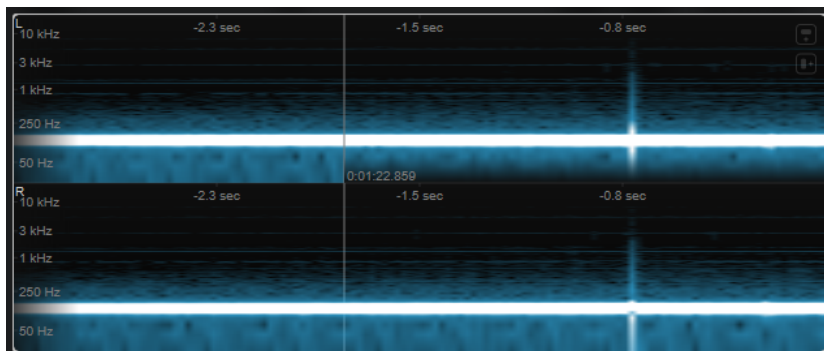 L
-2.3 sec -1.5 sec -0.8 sec
10 kHz
3 kHz
1 kHz
250 Hz
50 Hz
0:01:22.859
R
-2.3 sec -1.5 sec -0.8 sec
10 kHz
3 kHz
1 kHz
250 Hz
50 Hz